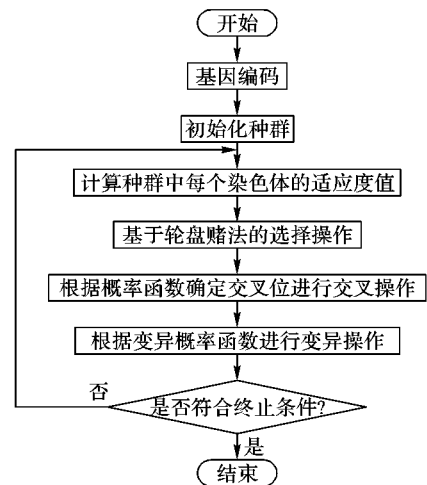 开始
基因编码
初始化种群
计算种群中每个染色体的适应度值
基于轮盘赌法的选择操作
根据概率函数确定交叉位进行交叉操作
根据变异概率函数进行变异操作
否
是否符合终止条件?
是
结束